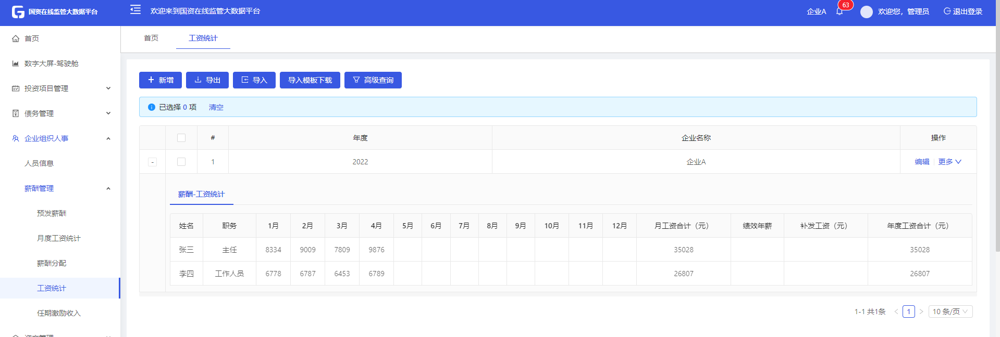 国资在线监管大数据平台
欢迎来到国资在线监管大数据平台
企业A
63
欢迎您，管理员
退出登录
首页
数字大屏-驾驶舱
投资项目管理
债务管理
企业组织人事
人员信息
薪酬管理
预发薪酬
月度工资统计
薪酬分配
工资统计
任期激励收入
首页 工资统计
新增 导出 导入 导入模板下载 高级查询
已选择 0 项 清空
# 年度 企业名称 操作
- 1 2022 企业A 编辑 更多
薪酬-工资统计
姓名 职务 1月 2月 3月 4月 5月 6月 7月 8月 9月 10月 11月 12月 月工资合计（元） 绩效年薪 补发工资（元） 年度工资合计（元）
张三 主任 8334 9009 7809 9876 35028 35028
李四 工作人员 6778 6787 6453 6789 26807 26807
1-1 共1条 < 1 > 10 条/页